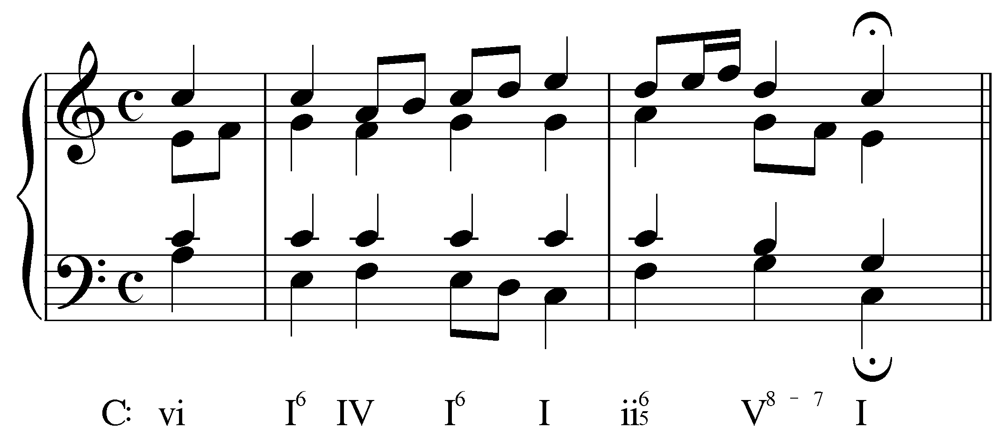 C: vi I⁶ IV I⁶ I ii⁶₅ V⁸ ⁻ ⁷ I